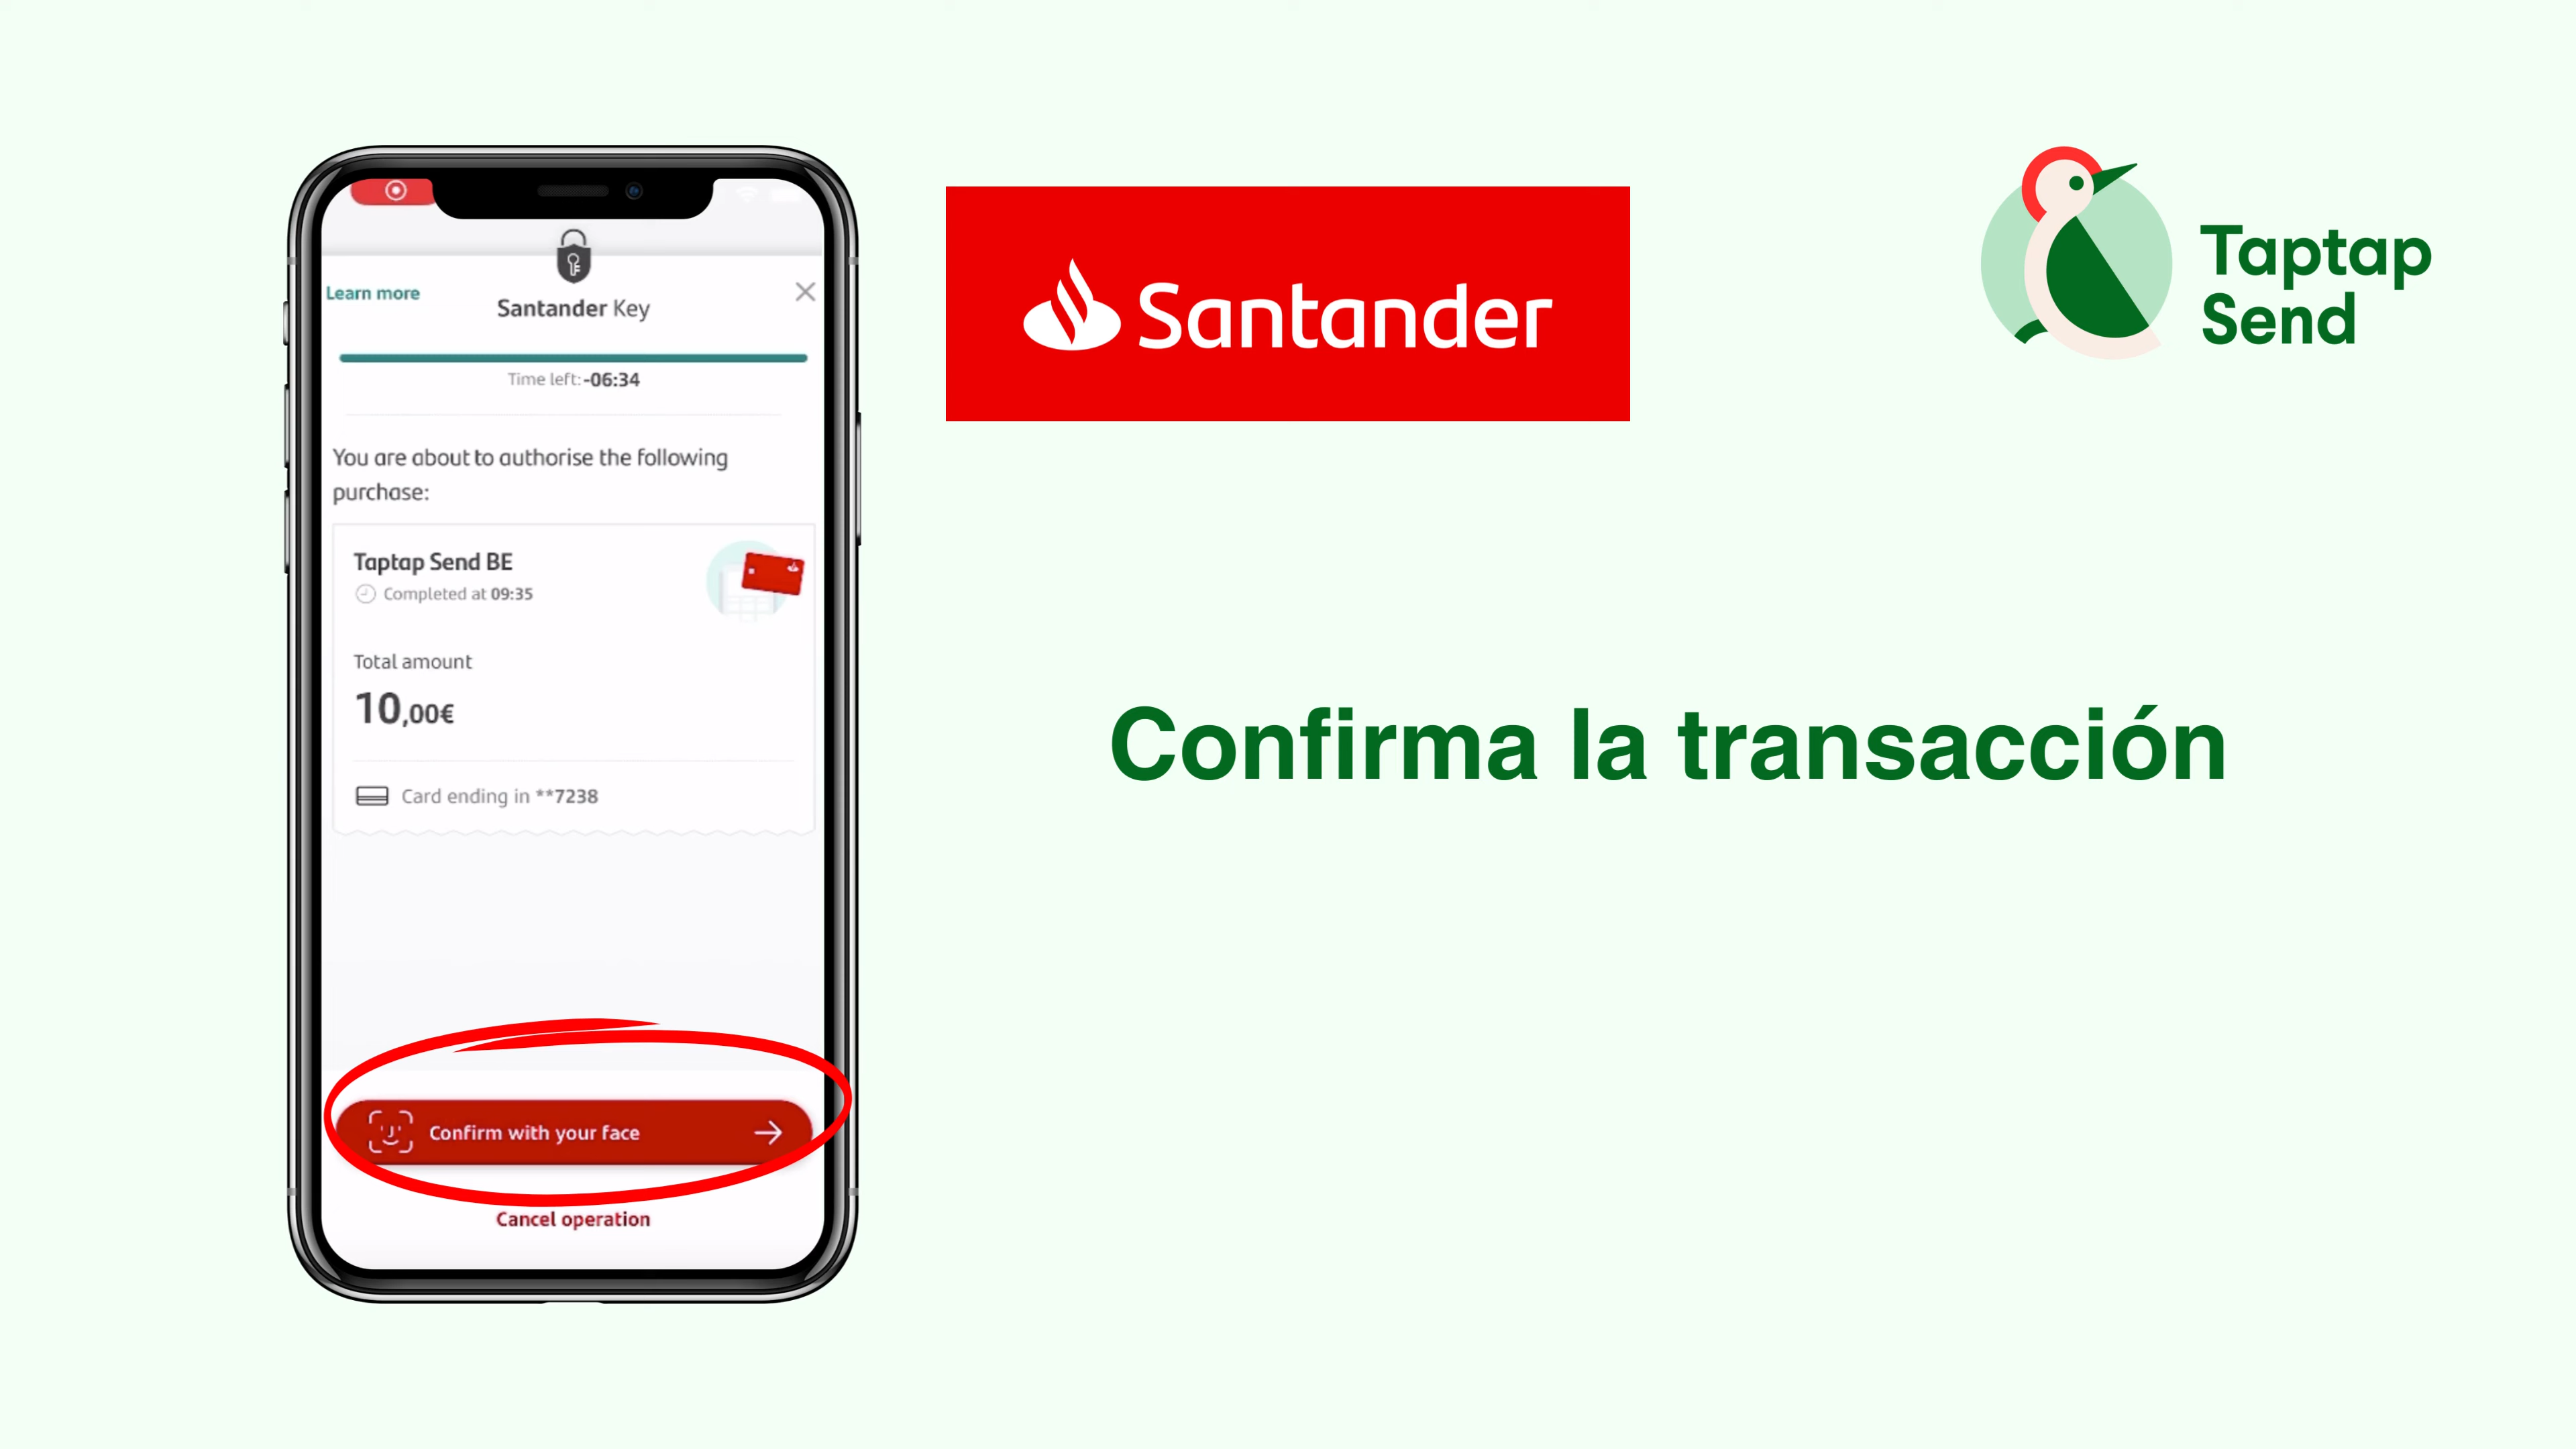 Learn more
Santander Key
Time left:-06:34
You are about to authorise the following
purchase:
Taptap Send BE
Completed at 09:35
Total amount
10,00€
Card ending in **7238
Confirm with your face
Cancel operation
Santander
Taptap
Send
Confirma la transacción